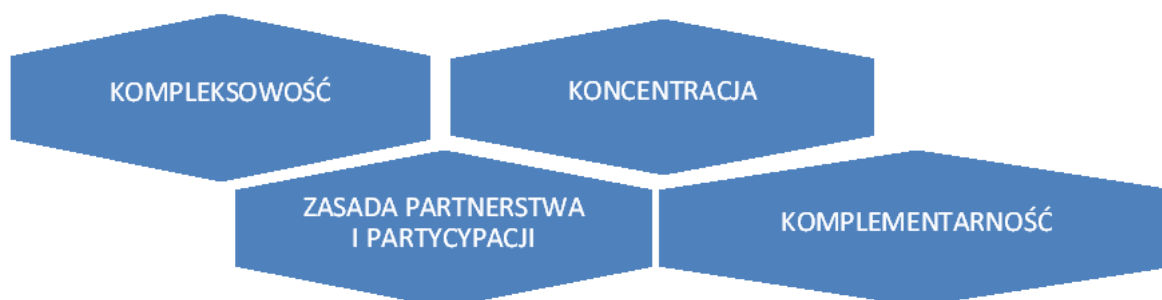 KOMPLEKSOWOŚĆ
KONCENTRACJA
ZASADA PARTNERSTWA
I PARTYCYPACJI
KOMPLEMENTARNOŚĆ